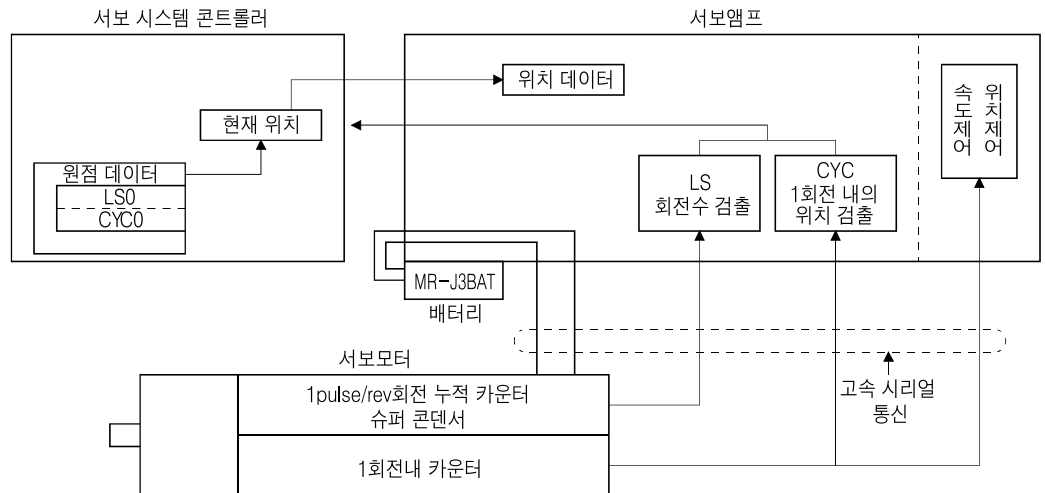 서보 시스템 콘트롤러
서보앰프
위치 데이터
현재 위치
원점 데이터
LS0
CYC0
LS
회전수 검출
CYC
1회전 내의
위치 검출
위치제어
속도제어
MR-J3BAT
배터리
서보모터
1pulse/rev회전 누적 카운터
슈퍼 콘덴서
1회전내 카운터
고속 시리얼
통신